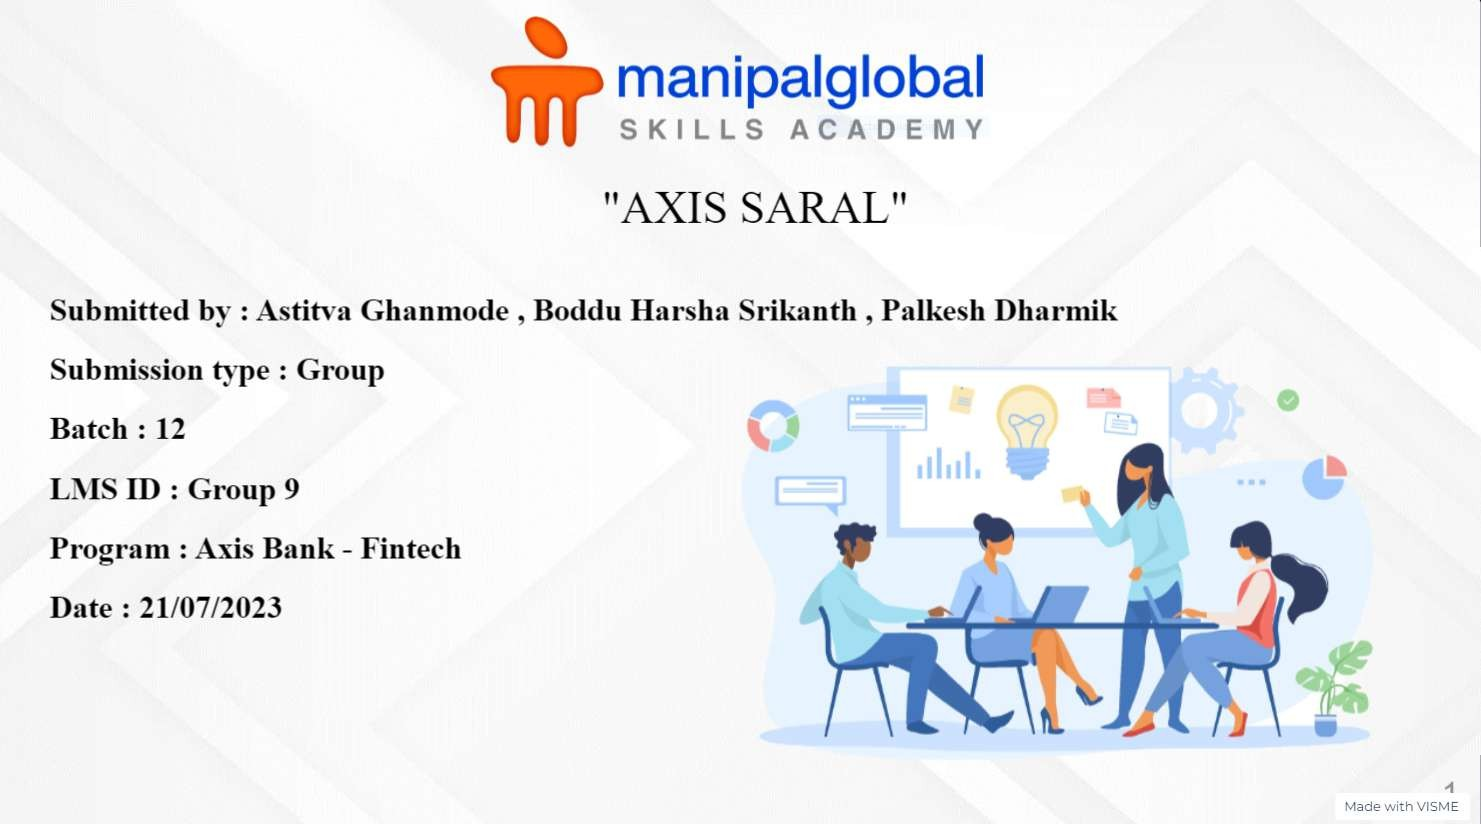 manipalglobal
SKILLS ACADEMY
"AXIS SARAL"
Submitted by : Astitva Ghanmode , Boddu Harsha Srikanth , Palkesh Dharmik
Submission type : Group
Batch : 12
LMS ID : Group 9
Program : Axis Bank - Fintech
Date : 21/07/2023
1
Made with VISME